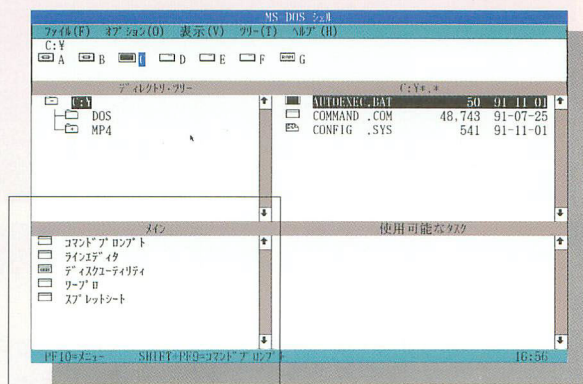 MS-DOS シェル
ファイル(F) オプション(O) 表示(V) ツリー(T) ヘルプ(H)
C:¥
A B C D E F G
ディレクトリ・ツリー
C:¥
DOS
MP4
C:¥*.*
AUTOEXEC.BAT 50 91-11-01
COMMAND .COM 48,743 91-07-25
CONFIG .SYS 541 91-11-01
メイン
コマンドプロンプト
ラインエディタ
ディスクユーティリティ
ワープロ
スプレットシート
使用可能なタスク
PF10=メニュー SHIFT+PF9=コマンドプロンプト 16:56